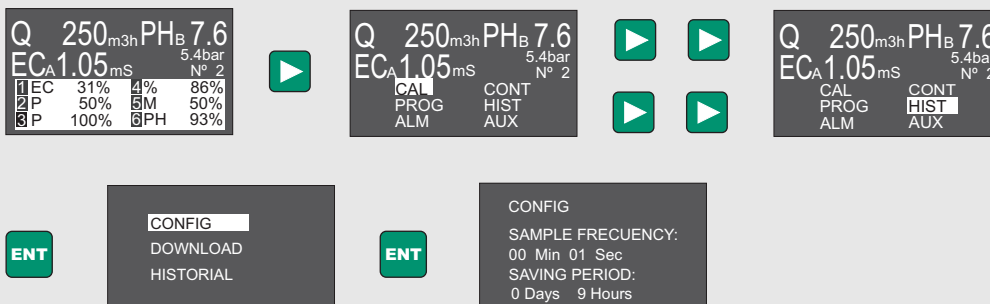 Q 250m3h PHB 7.6
5.4bar
ECA 1.05mS Nº 2
1 EC 31% 4 % 86%
2 P 50% 5 M 50%
3 P 100% 6 PH 93%
Q 250m3h PHB 7.6
5.4bar
ECA 1.05mS Nº 2
CAL CONT
PROG HIST
ALM AUX
Q 250m3h PHB 7.6
5.4ba
ECA 1.05mS Nº 2
CAL CONT
PROG HIST
ALM AUX
ENT
CONFIG
DOWNLOAD
HISTORIAL
ENT
CONFIG
SAMPLE FRECUENCY:
00 Min 01 Sec
SAVING PERIOD:
0 Days 9 Hours